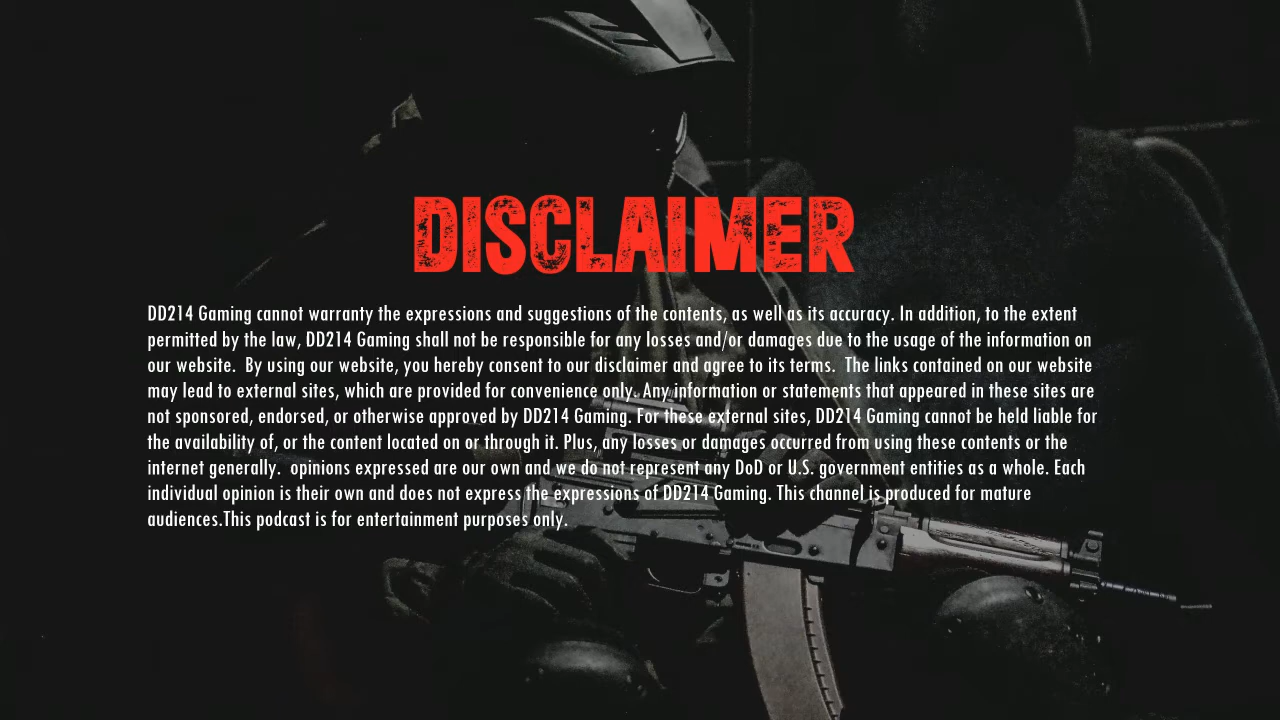 DISCLAIMER
DD214 Gaming cannot warranty the expressions and suggestions of the contents, as well as its accuracy. In addition, to the extent
permitted by the law, DD214 Gaming shall not be responsible for any losses and/or damages due to the usage of the information on
our website.  By using our website, you hereby consent to our disclaimer and agree to its terms.  The links contained on our website
may lead to external sites, which are provided for convenience only. Any information or statements that appeared in these sites are
not sponsored, endorsed, or otherwise approved by DD214 Gaming. For these external sites, DD214 Gaming cannot be held liable for
the availability of, or the content located on or through it. Plus, any losses or damages occurred from using these contents or the
internet generally.  opinions expressed are our own and we do not represent any DoD or U.S. government entities as a whole. Each
individual opinion is their own and does not express the expressions of DD214 Gaming. This channel is produced for mature
audiences.This podcast is for entertainment purposes only.